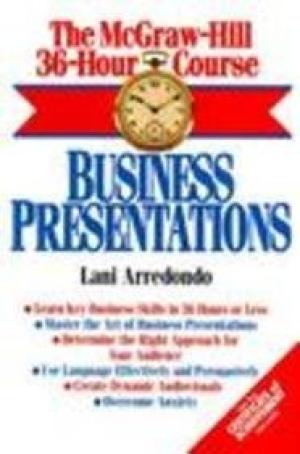 The McGraw-Hill
36-Hour Course
BUSINESS
PRESENTATIONS
Lani Arredondo
Learn Key Business Skills in 36 Hours or Less
Master the Art of Business Presentations
Determine the Right Approach for
Your Audience
Use Language Effectively and Persuasively
Create Dynamic Audiovisuals
Overcome Anxiety